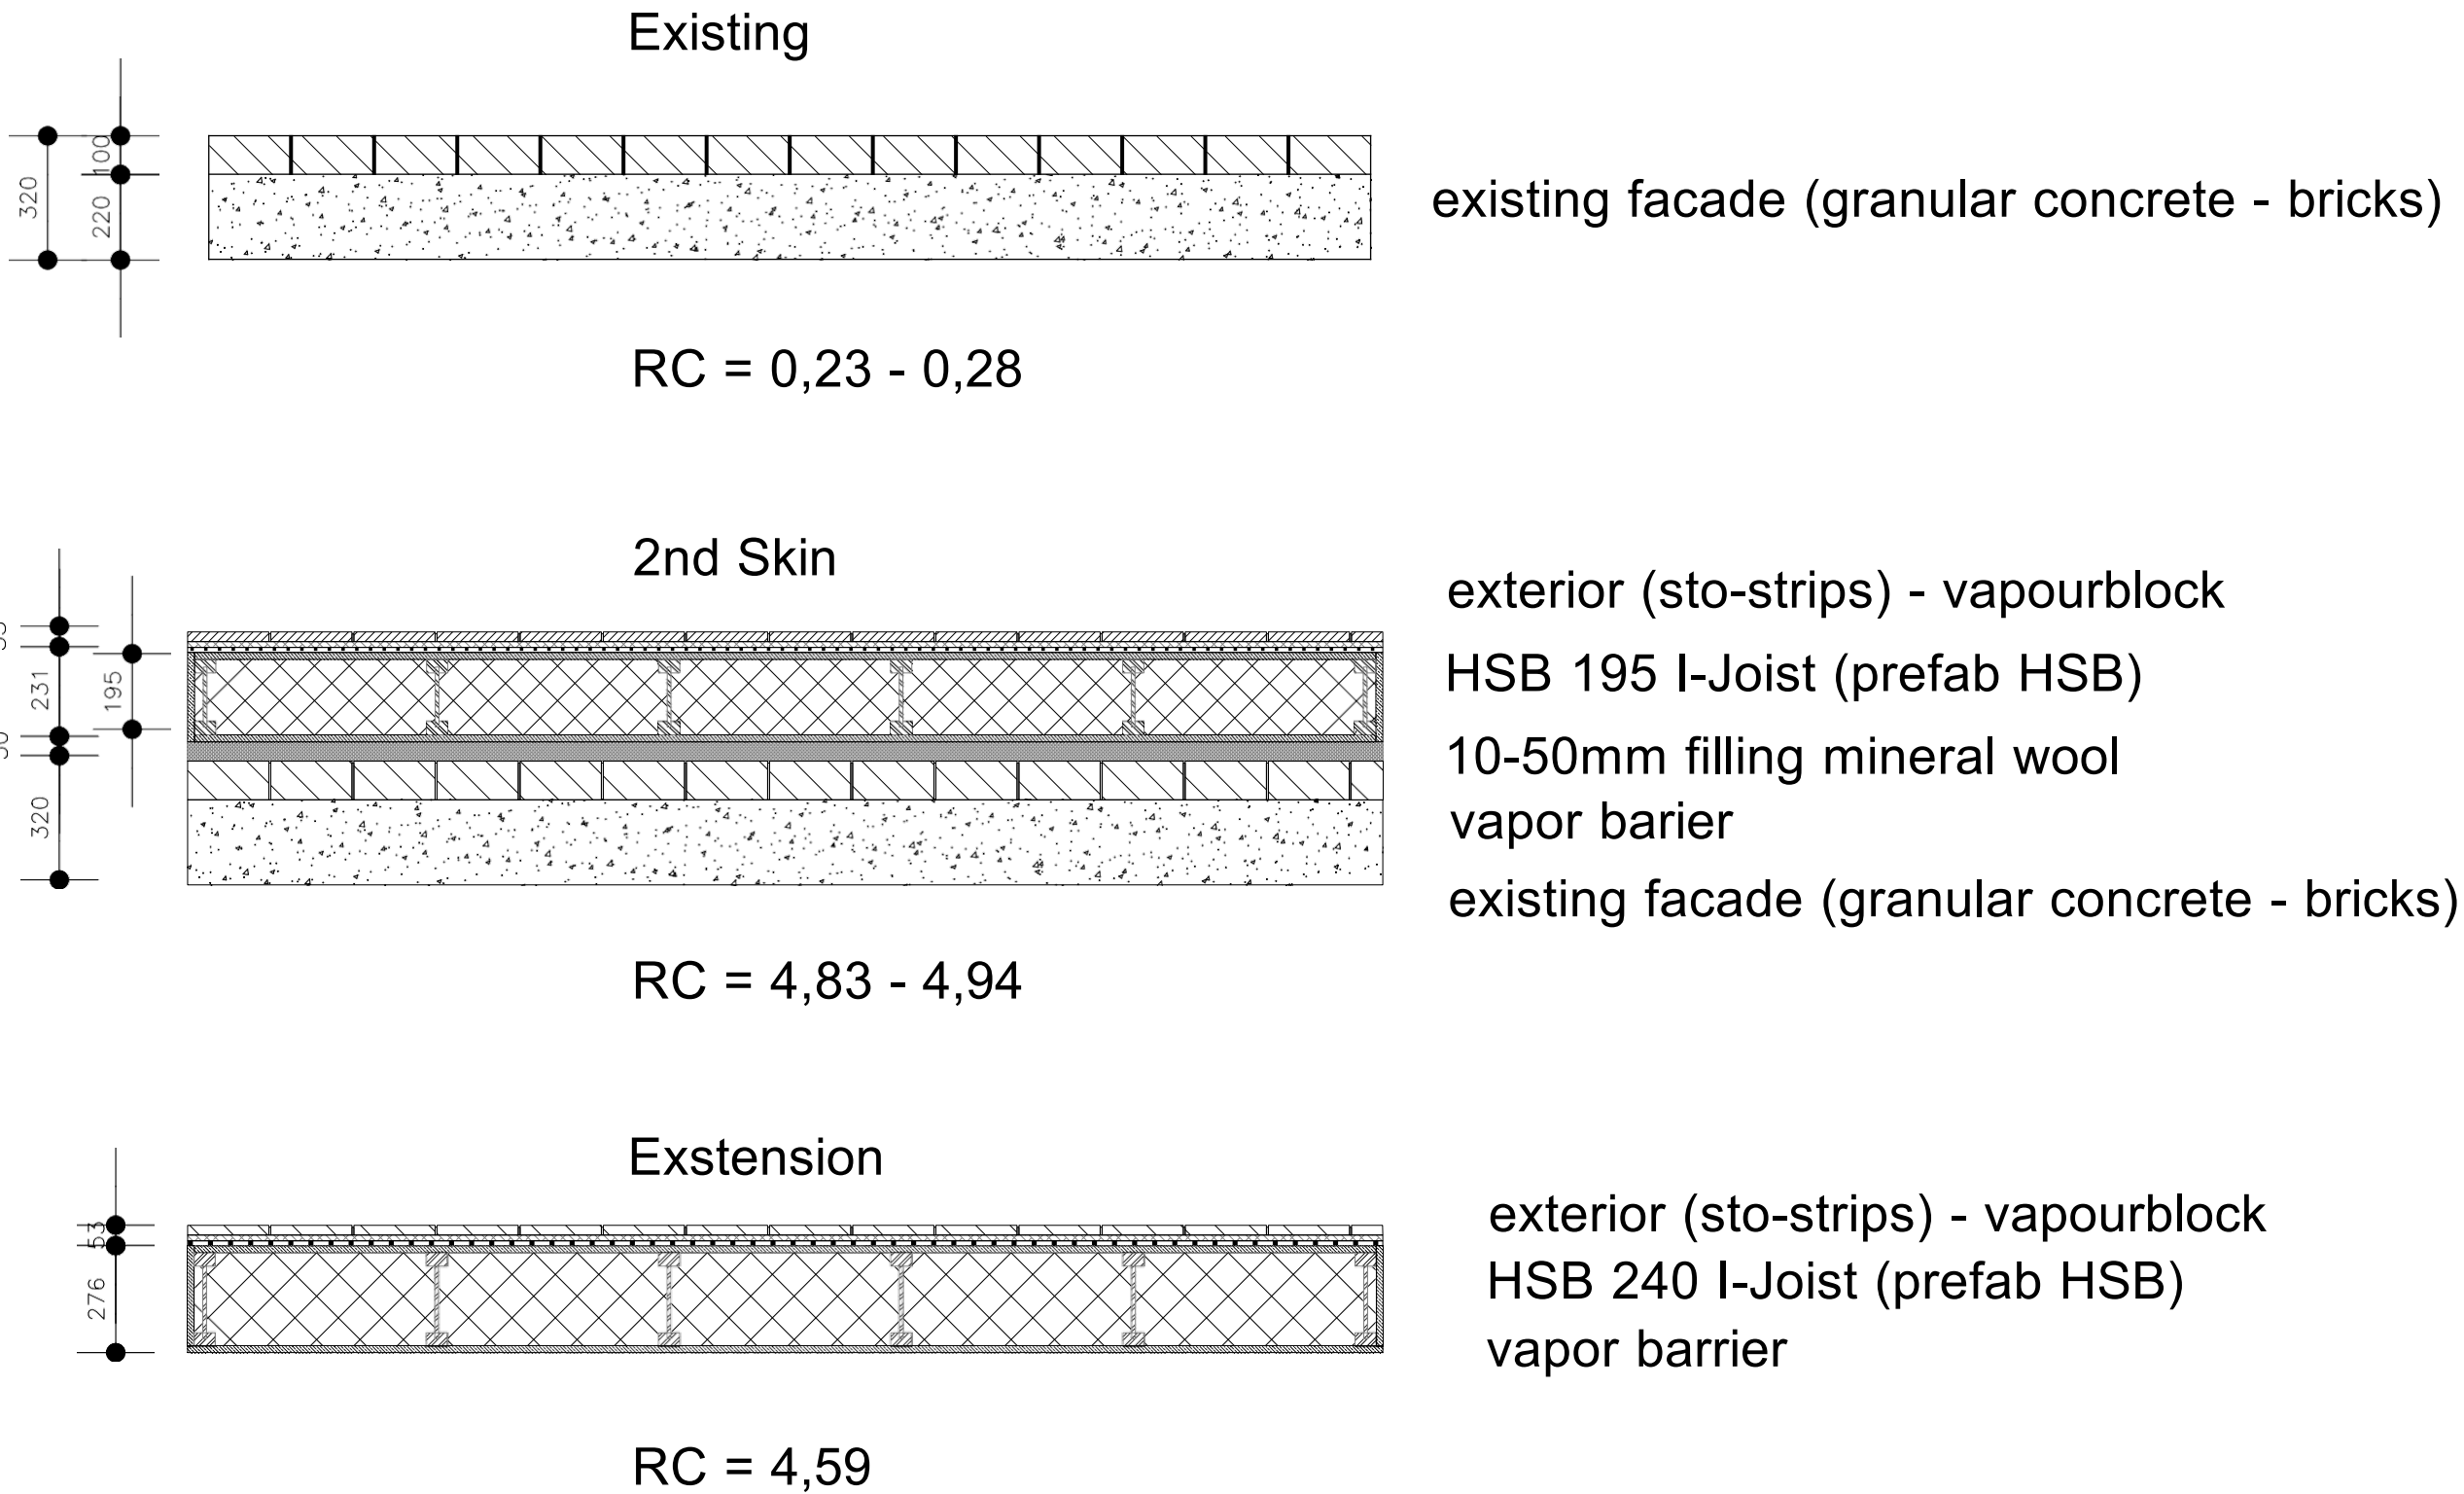 Existing
320
100
220
existing facade (granular concrete - bricks)
RC = 0,23 - 0,28
2nd Skin
231
195
320
exterior (sto-strips) - vapourblock
HSB 195 I-Joist (prefab HSB)
10-50mm filling mineral wool
vapor barier
existing facade (granular concrete - bricks)
RC = 4,83 - 4,94
Exstension
53
276
exterior (sto-strips) - vapourblock
HSB 240 I-Joist (prefab HSB)
vapor barrier
RC = 4,59